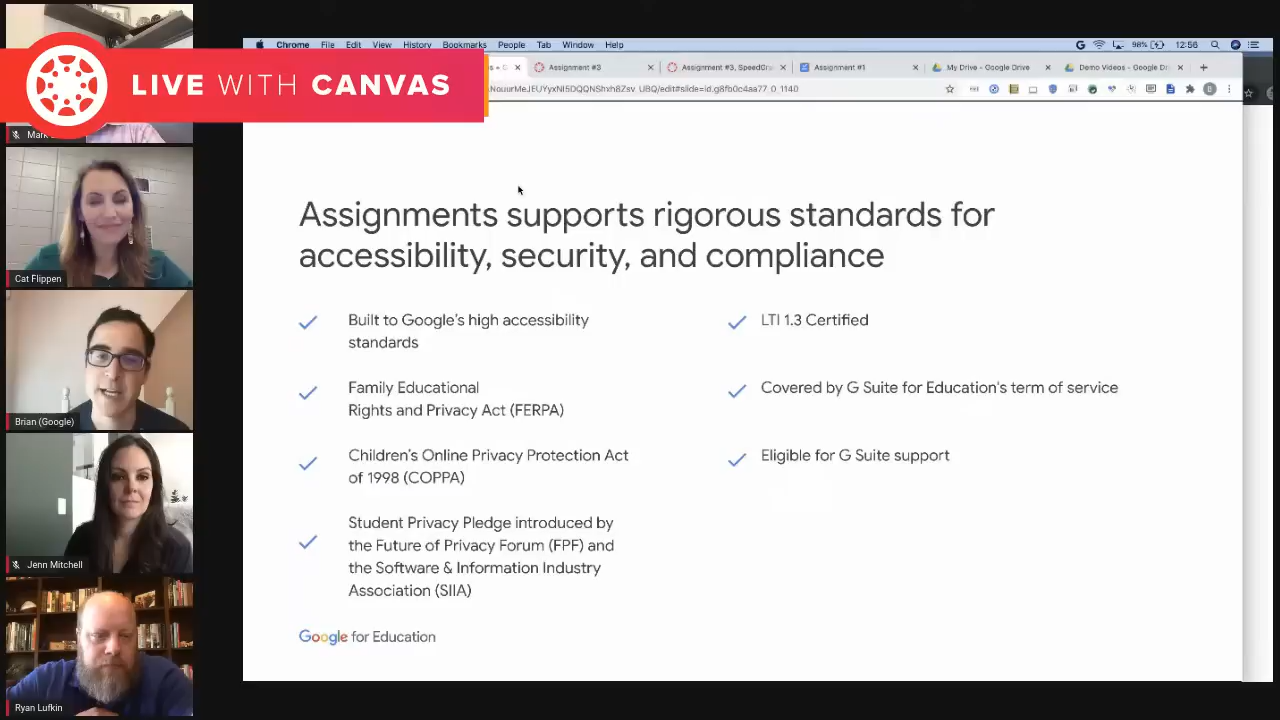 LIVE WITH CANVAS
Chrome File Edit View History Bookmarks People Tab Window Help
98% 12:56
Assignment #3
Assignment #3, SpeedGra
Assignment #1
My Drive - Google Drive
Demo Videos - Google Dri
Mark
Cat Flippen
Brian (Google)
Jenn Mitchell
Ryan Lufkin
Assignments supports rigorous standards for
accessibility, security, and compliance
Built to Google's high accessibility
standards
Family Educational
Rights and Privacy Act (FERPA)
Children's Online Privacy Protection Act
of 1998 (COPPA)
Student Privacy Pledge introduced by
the Future of Privacy Forum (FPF) and
the Software & Information Industry
Association (SIIA)
LTI 1.3 Certified
Covered by G Suite for Education's term of service
Eligible for G Suite support
Google for Education